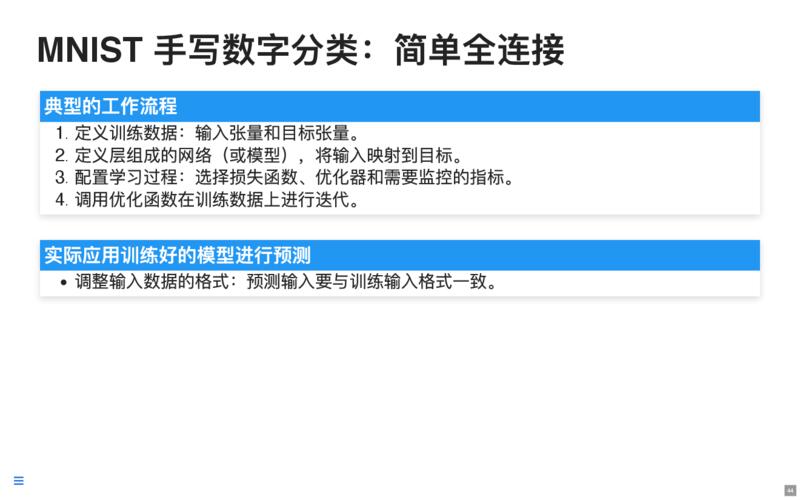 MNIST 手写数字分类：简单全连接
典型的工作流程
1. 定义训练数据：输入张量和目标张量。
2. 定义层组成的网络（或模型），将输入映射到目标。
3. 配置学习过程：选择损失函数、优化器和需要监控的指标。
4. 调用优化函数在训练数据上进行迭代。
实际应用训练好的模型进行预测
• 调整输入数据的格式：预测输入要与训练输入格式一致。
44